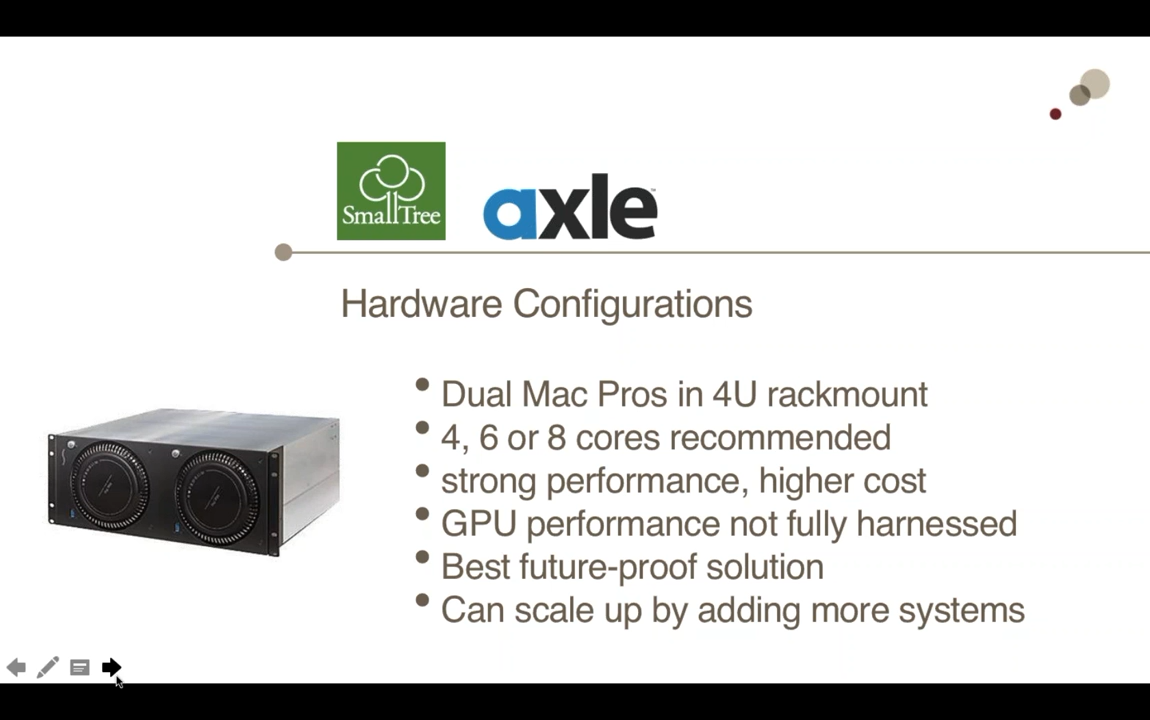 SmallTree
axle™
Hardware Configurations
• Dual Mac Pros in 4U rackmount
• 4, 6 or 8 cores recommended
• strong performance, higher cost
• GPU performance not fully harnessed
• Best future-proof solution
• Can scale up by adding more systems